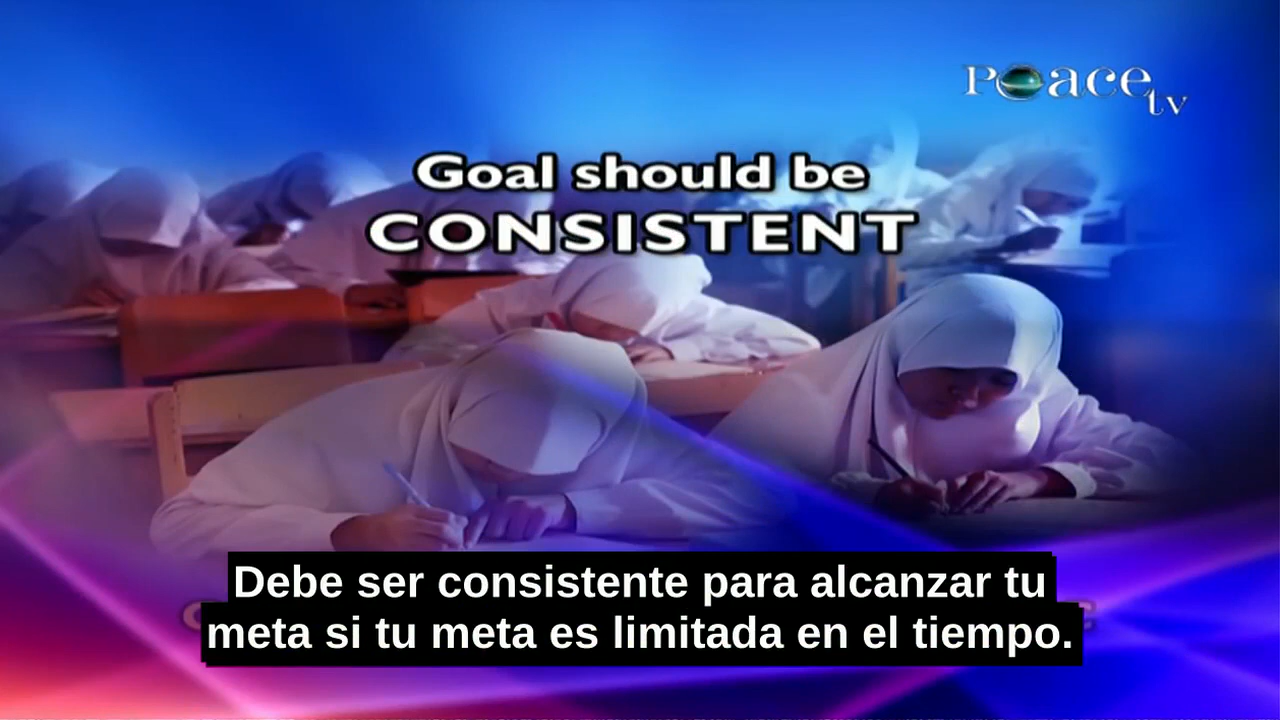 Peace
tv
Goal should be
CONSISTENT
Debe ser consistente para alcanzar tu
meta si tu meta es limitada en el tiempo.